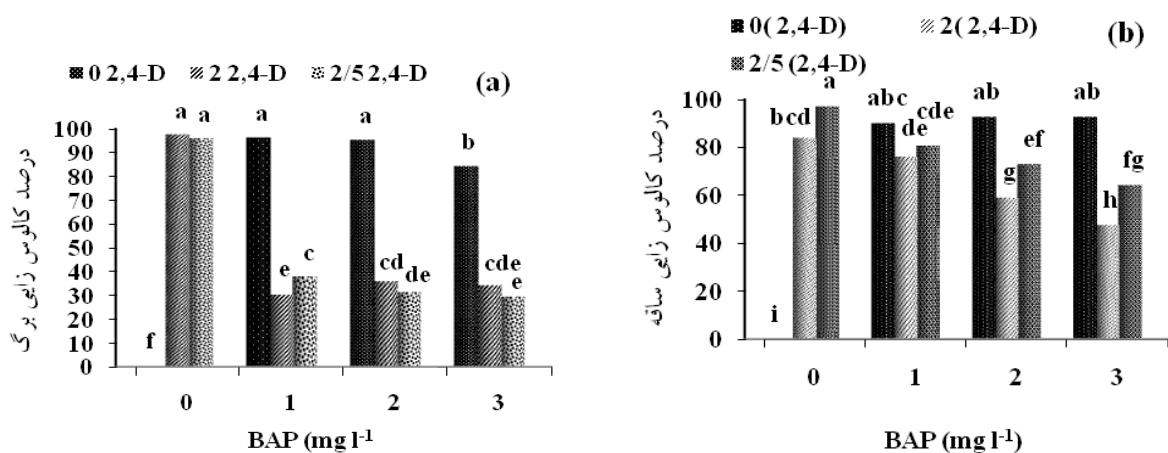 0 2,4-D 2 2,4-D 2/5 2,4-D
(a)
درصد کالوس زایی برگ
100
90
80
70
60
50
40
30
20
10
0
f a a
a e c
a cd de
b cde e
0 1 2 3
BAP (mg l-1
0(2,4-D) 2(2,4-D)
2/5 (2,4-D)
(b)
درصد کالوس زایی ساقه
100
80
60
40
20
0
i bcd a
abc de cde
ab g ef
ab h fg
0 1 2 3
BAP (mg l-1)